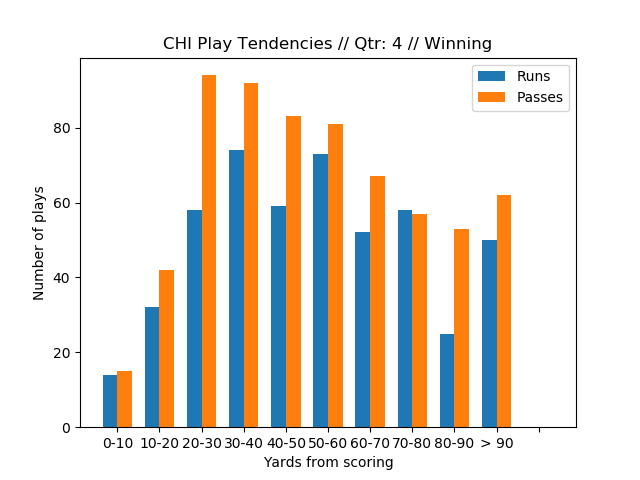 CHI Play Tendencies // Qtr: 4 // Winning
Runs
Passes
Number of plays
80
60
40
20
0
0-10 10-20 20-30 30-40 40-50 50-60 60-70 70-80 80-90 > 90
Yards from scoring